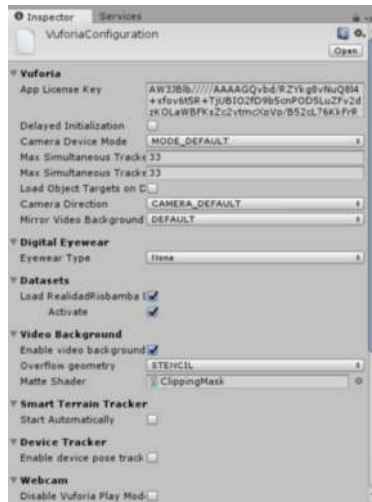 Inspector Services
VuforiaConfiguration
Open
Vuforia
App License Key AW3JBlb/////AAAAGQvbd/RZYkg8vNuQ8l4
+xfov6t5R+TjUBIO2fD9b5cnPOD5LuZFv2d
zKOLaWBFKsZc2vtmcXoVo/B52cL76KkFrR
Delayed Initialization
Camera Device Mode MODE_DEFAULT
Max Simultaneous Tracke 33
Max Simultaneous Tracke 33
Load Object Targets on D
Camera Direction CAMERA_DEFAULT
Mirror Video Background DEFAULT
Digital Eyewear
Eyewear Type None
Datasets
Load RealidadRiobamba
Activate
Video Background
Enable video background
Overflow geometry STENCIL
Matte Shader ClippingMask
Smart Terrain Tracker
Start Automatically
Device Tracker
Enable device pose track
Webcam
Disable Vuforia Play Mod